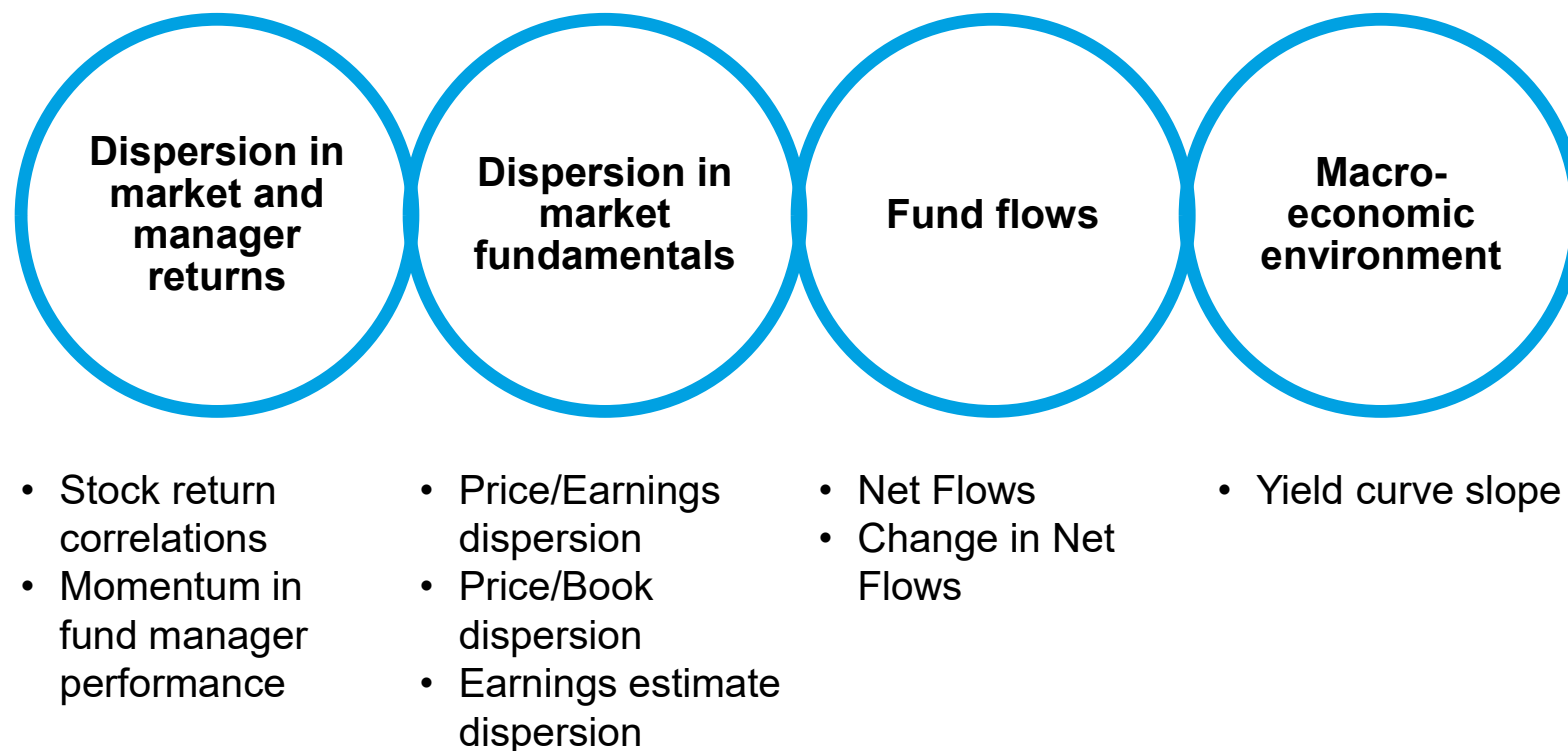 Dispersion in
market and
manager
returns
Dispersion in
market
fundamentals
Fund flows
Macro-
economic
environment
• Stock return
correlations
• Momentum in
fund manager
performance
• Price/Earnings
dispersion
• Price/Book
dispersion
• Earnings estimate
dispersion
• Net Flows
• Change in Net
Flows
• Yield curve slope